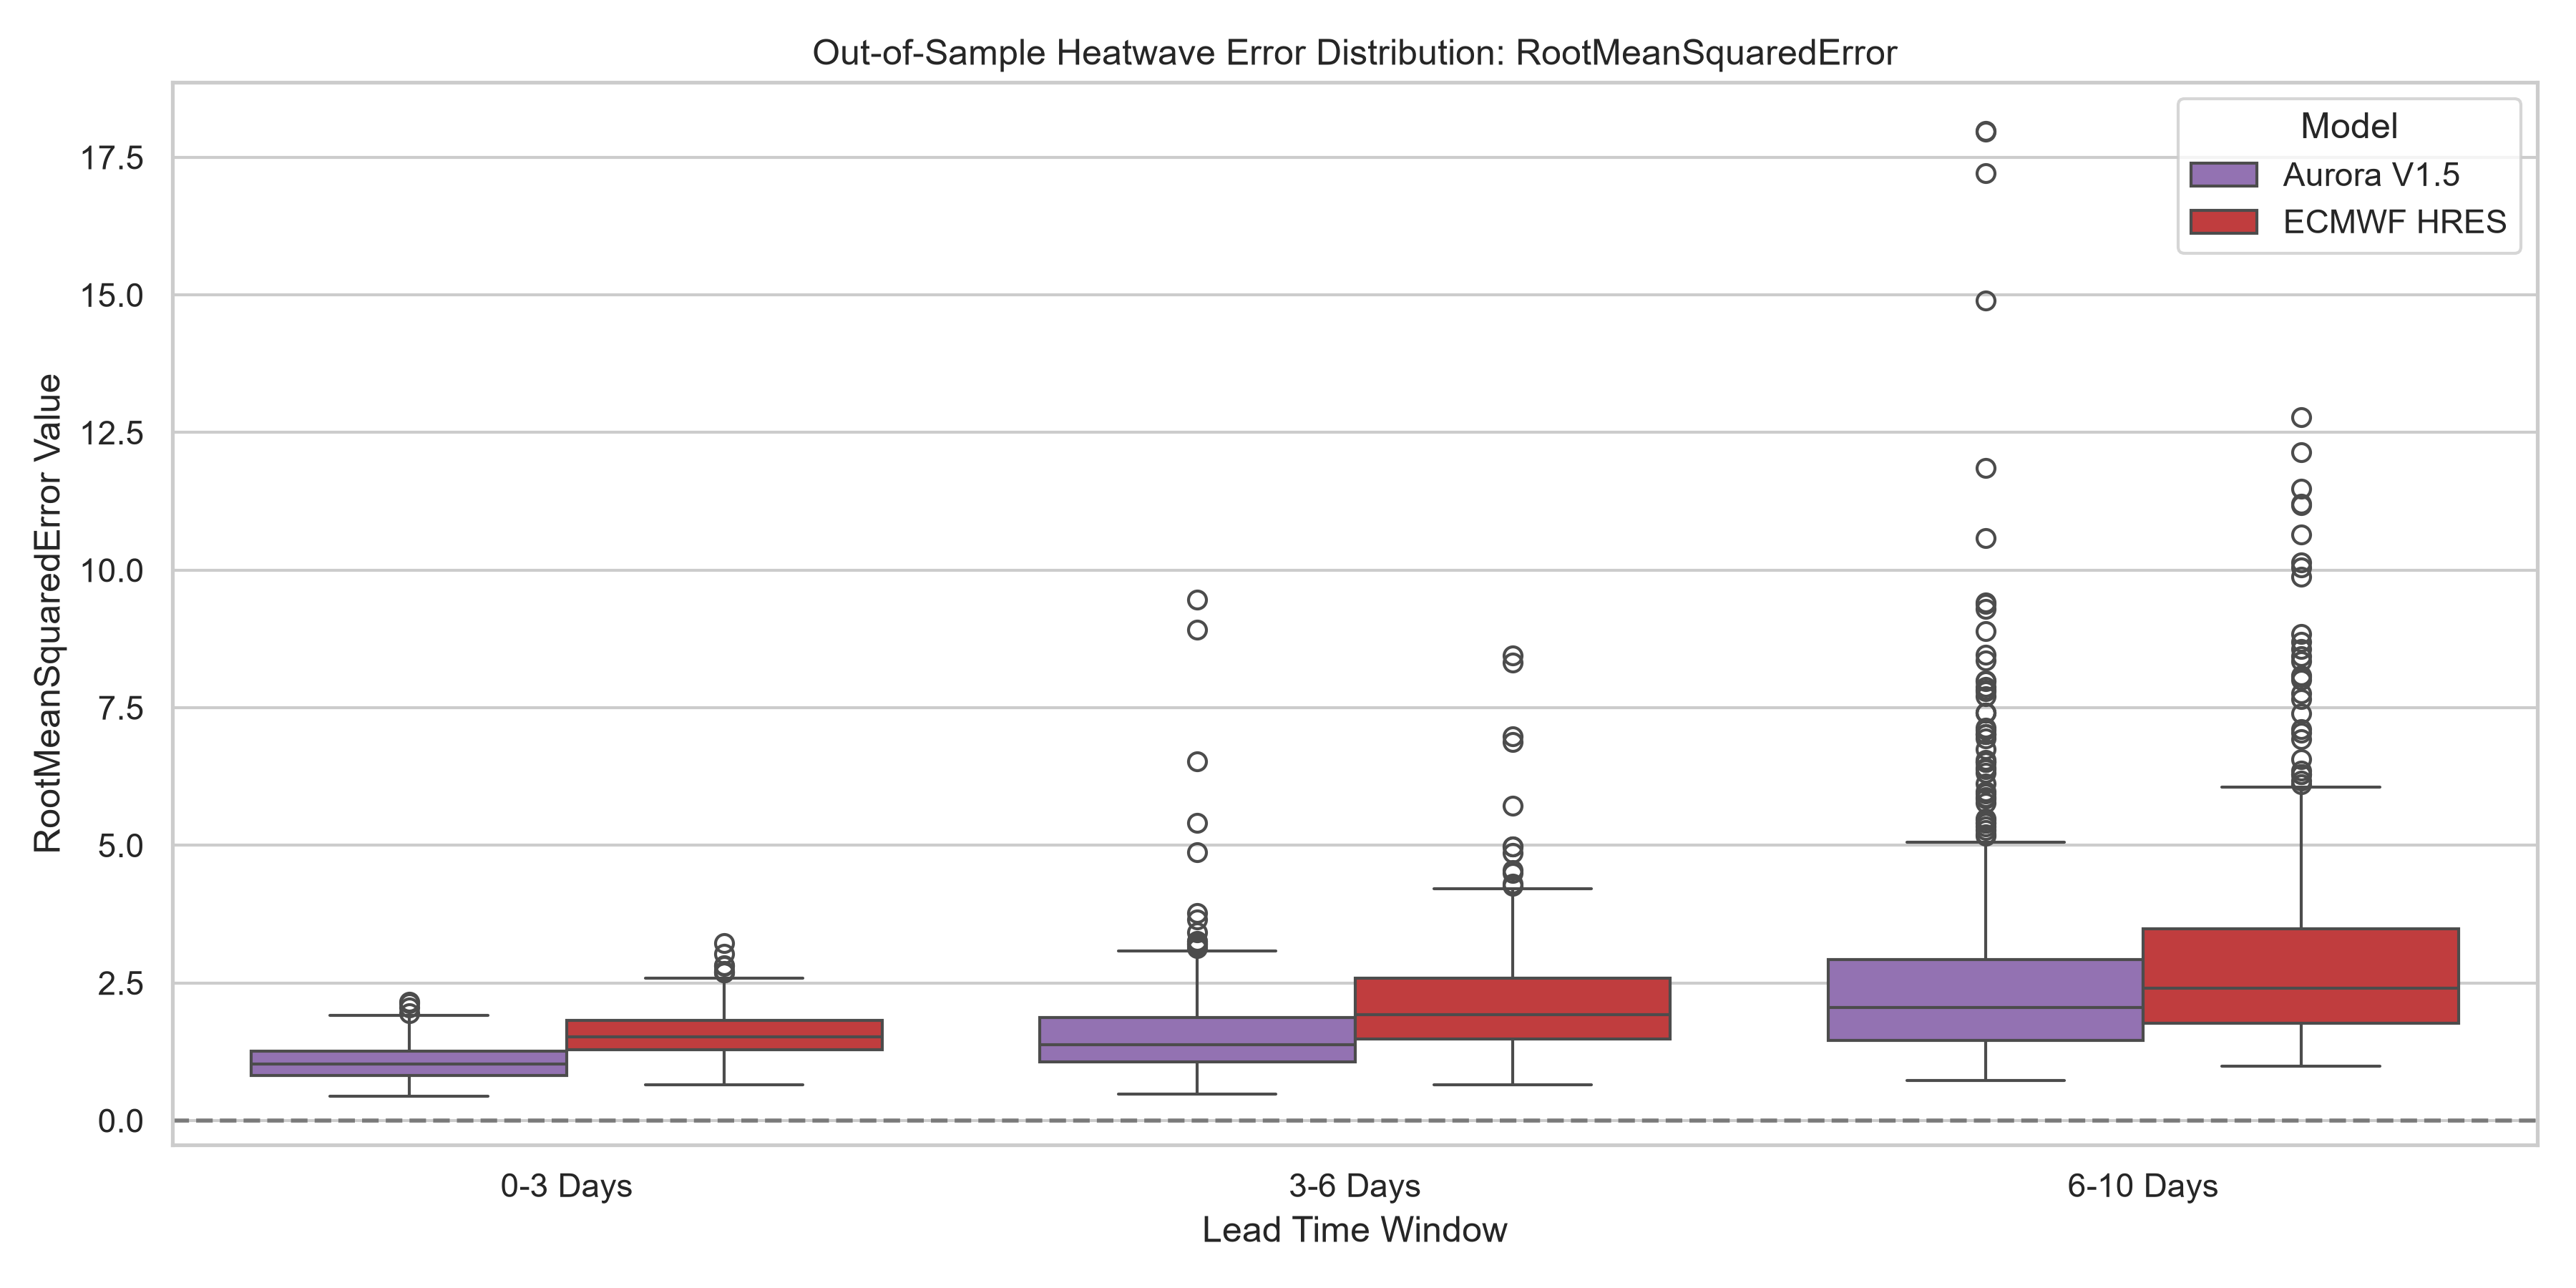 Out-of-Sample Heatwave Error Distribution: RootMeanSquaredError
Model
Aurora V1.5
ECMWF HRES
RootMeanSquaredError Value
17.5
15.0
12.5
10.0
7.5
5.0
2.5
0.0
0-3 Days
3-6 Days
6-10 Days
Lead Time Window